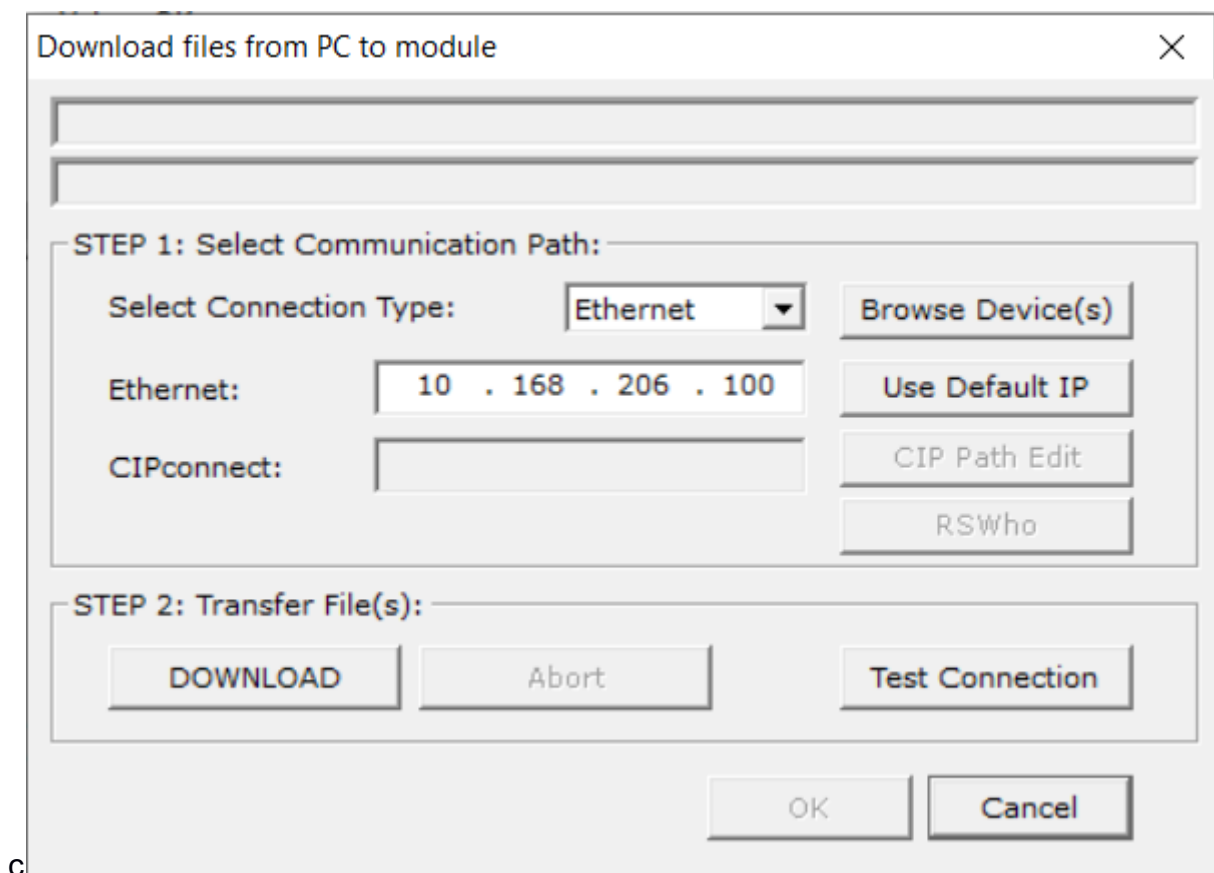 Download files from PC to module
STEP 1: Select Communication Path:
Select Connection Type: Ethernet Browse Device(s)
Ethernet: 10 . 168 . 206 . 100 Use Default IP
CIPconnect: CIP Path Edit
RSWho
STEP 2: Transfer File(s):
DOWNLOAD Abort Test Connection
OK Cancel
c